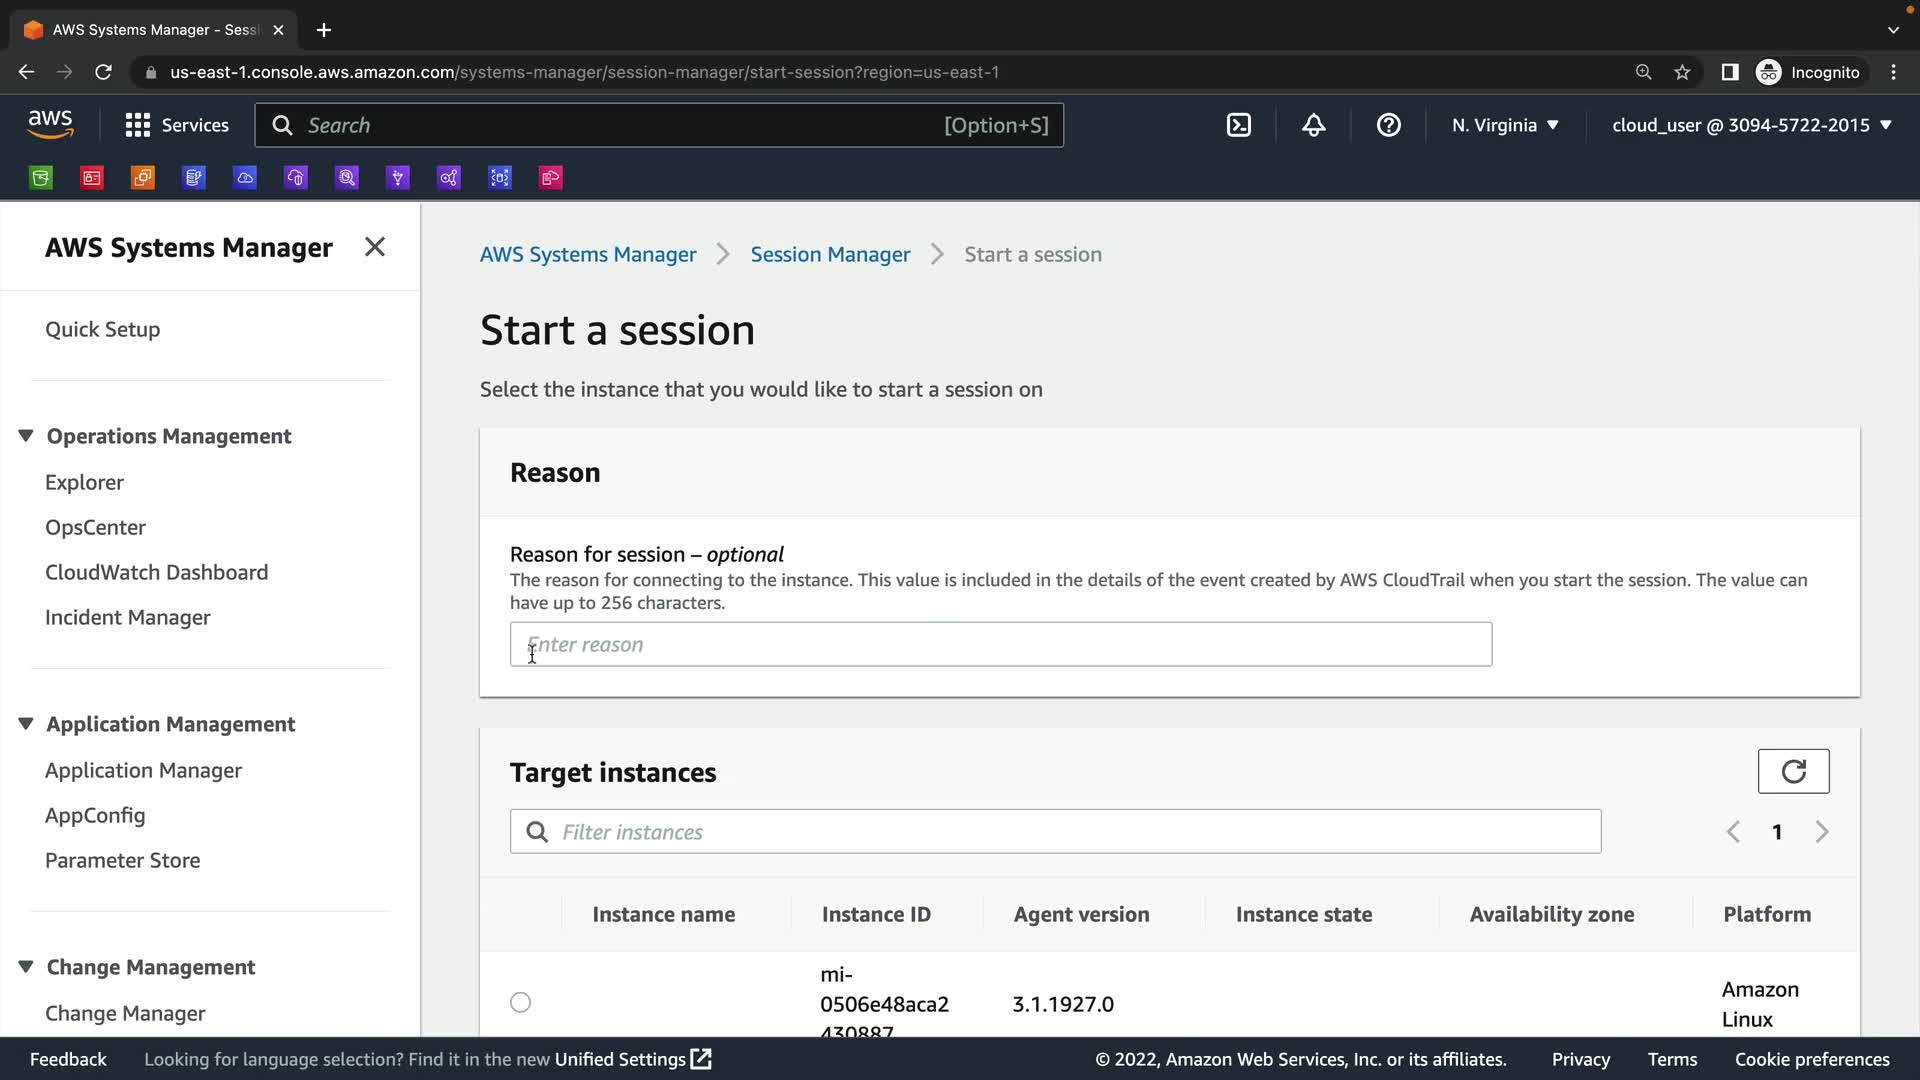 AWS Systems Manager - Sess
us-east-1.console.aws.amazon.com/systems-manager/session-manager/start-session?region=us-east-1
Incognito
aws
Services
Search
[Option+S]
N. Virginia
cloud_user @ 3094-5722-2015
AWS Systems Manager
Quick Setup
Operations Management
Explorer
OpsCenter
CloudWatch Dashboard
Incident Manager
Application Management
Application Manager
AppConfig
Parameter Store
Change Management
Change Manager
AWS Systems Manager
Session Manager
Start a session
Start a session
Select the instance that you would like to start a session on
Reason
Reason for session – optional
The reason for connecting to the instance. This value is included in the details of the event created by AWS CloudTrail when you start the session. The value can
have up to 256 characters.
Enter reason
Target instances
Filter instances
1
Instance name
Instance ID
Agent version
Instance state
Availability zone
Platform
mi-
0506e48aca2
430887
3.1.1927.0
Amazon
Linux
Feedback
Looking for language selection? Find it in the new Unified Settings
© 2022, Amazon Web Services, Inc. or its affiliates.
Privacy
Terms
Cookie preferences